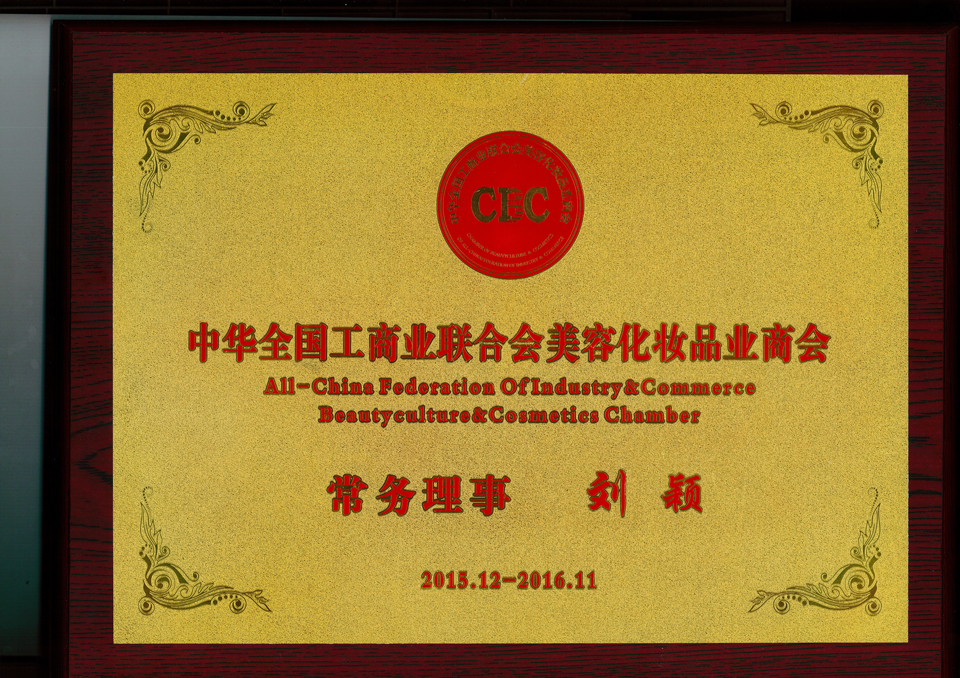 CEC
中华全国工商业联合会美容化妆品业商会
All-China Federation Of Industry&Commerce
Beautyculture&Cosmetics Chamber
常务理事 刘颖
2015.12-2016.11